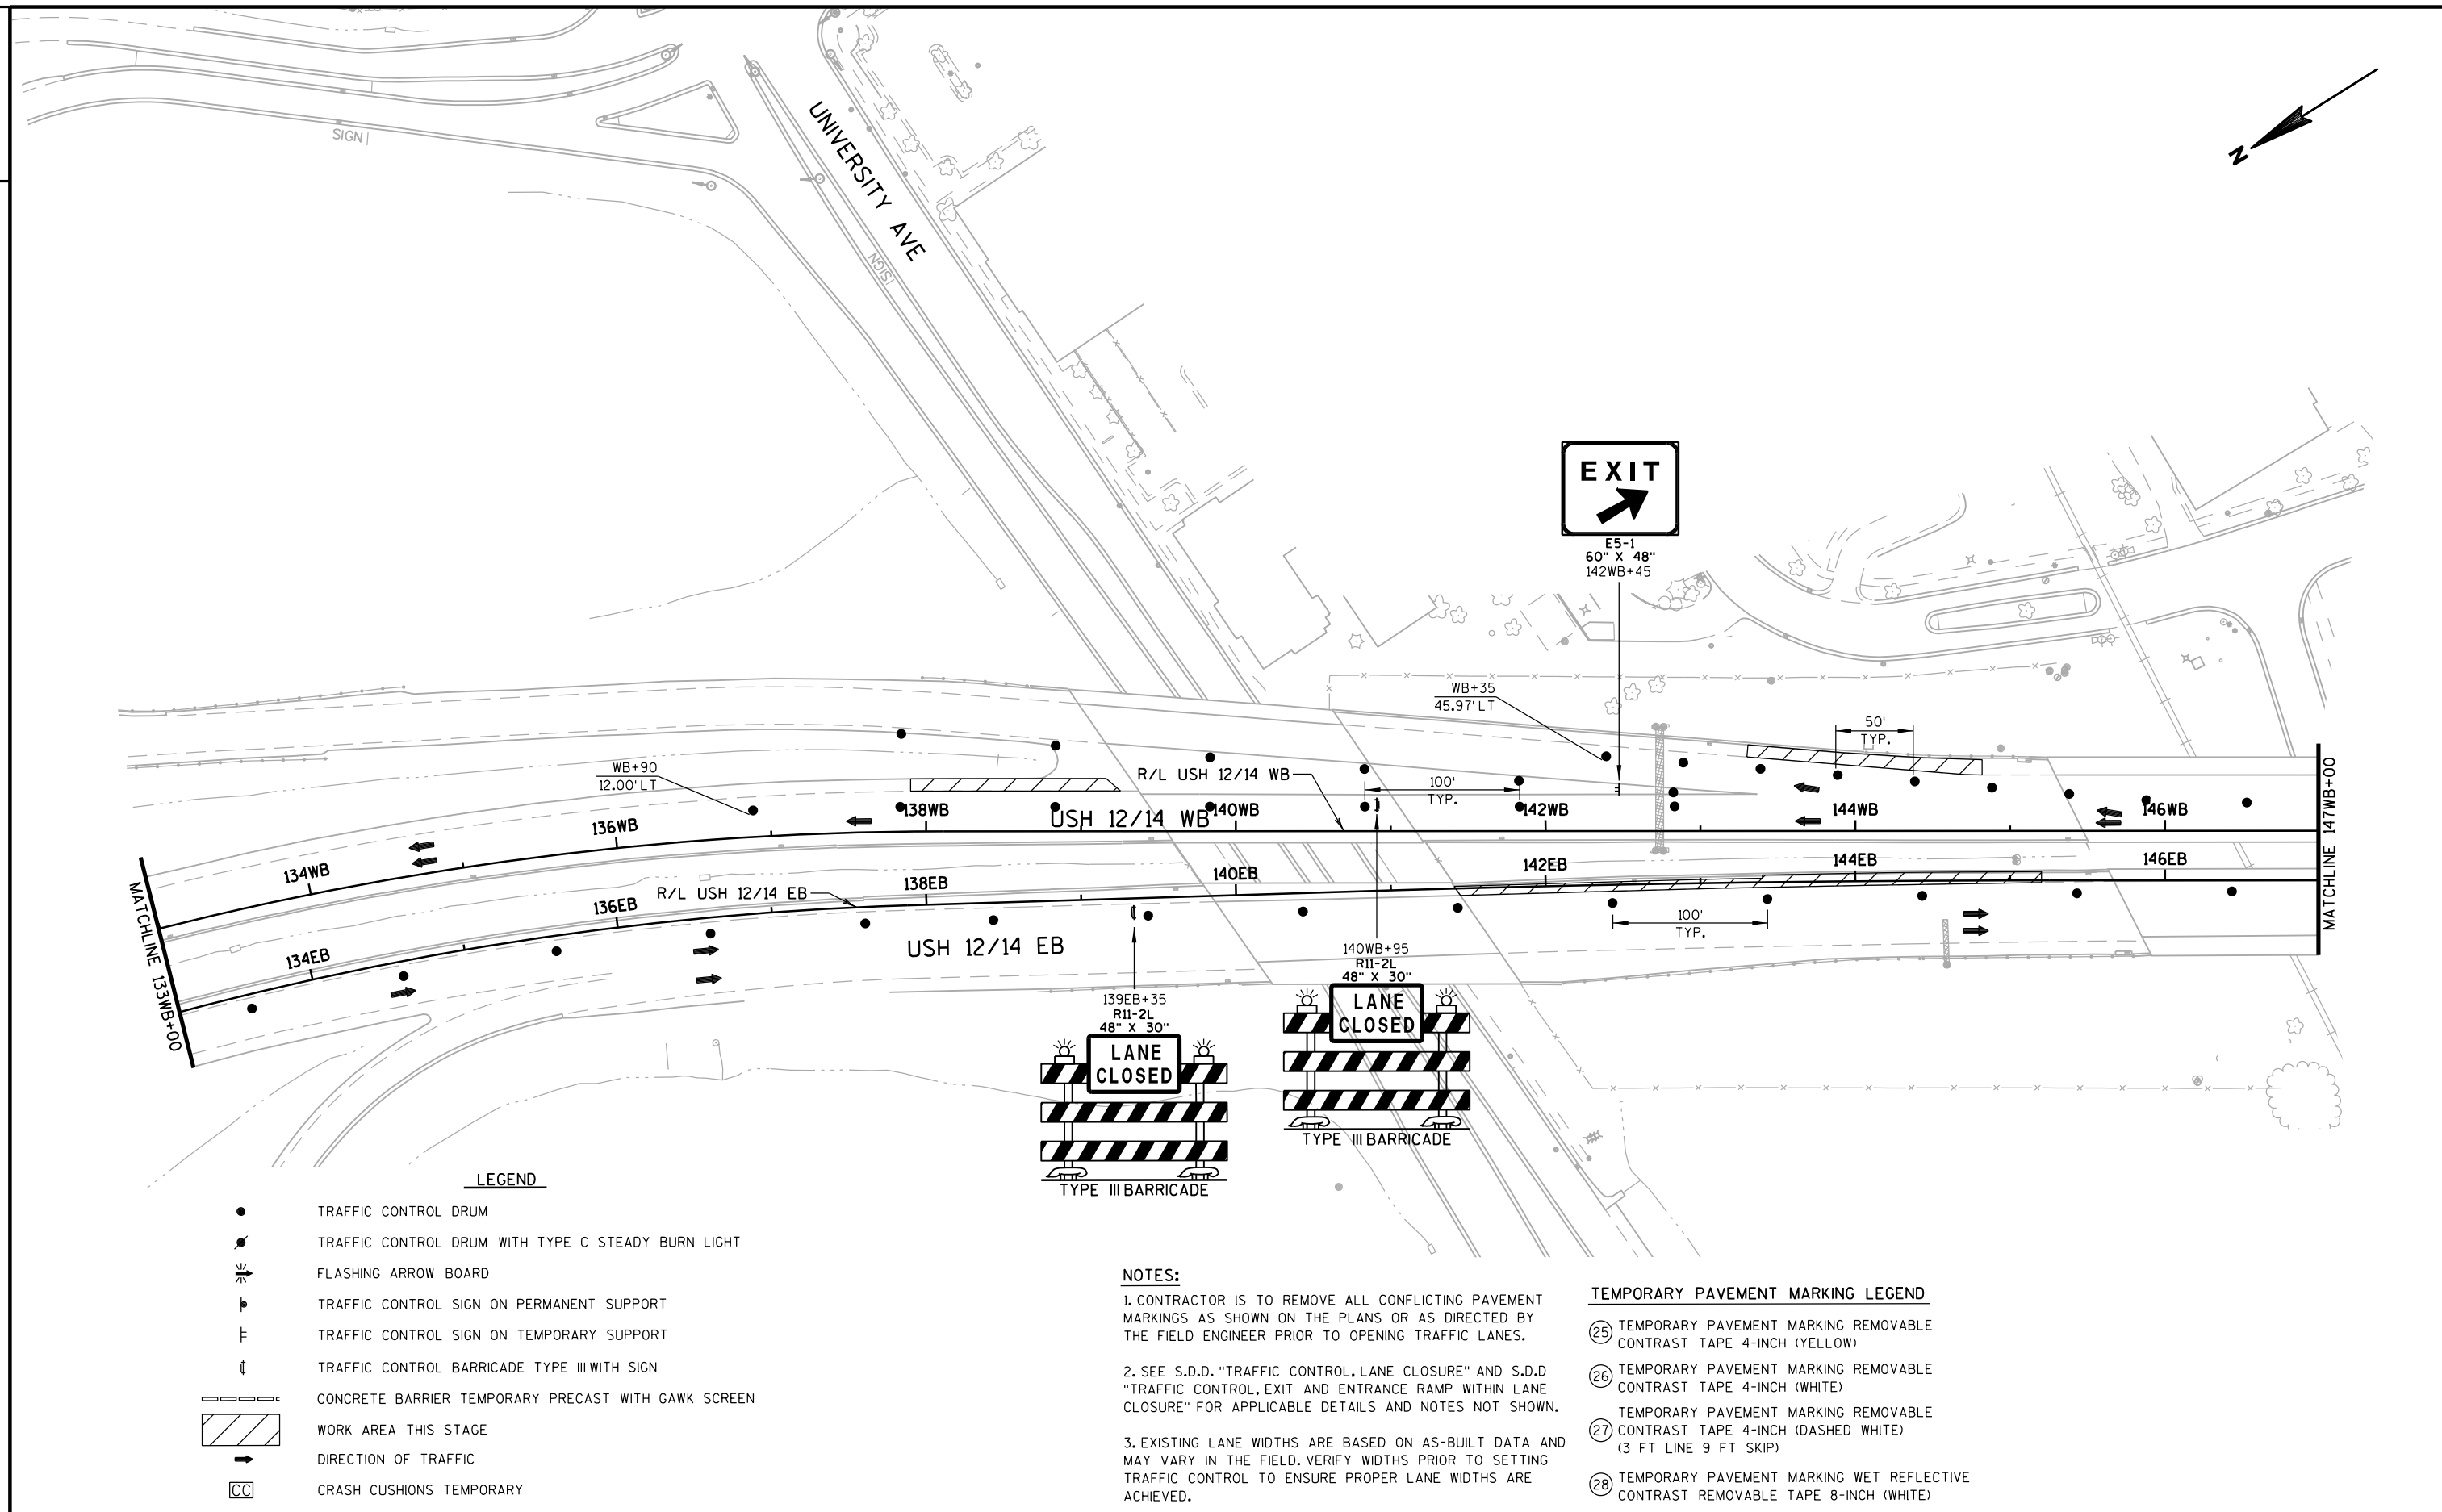 SIGN
UNIVERSITY AVE
SIGN
N
EXIT
E5-1
60" X 48"
142WB+45
WB+35
45.97' LT
50'
TYP.
WB+90
12.00' LT
R/L USH 12/14 WB
100'
TYP.
134WB
136WB
138WB
USH 12/14 WB
140WB
142WB
144WB
146WB
MATCHLINE 147WB+00
MATCHLINE 133WB+00
134EB
136EB
R/L USH 12/14 EB
138EB
140EB
142EB
144EB
146EB
USH 12/14 EB
100'
TYP.
139EB+35
R11-2L
48" X 30"
LANE
CLOSED
TYPE III BARRICADE
140WB+95
R11-2L
48" X 30"
LANE
CLOSED
TYPE III BARRICADE
LEGEND
TRAFFIC CONTROL DRUM
TRAFFIC CONTROL DRUM WITH TYPE C STEADY BURN LIGHT
FLASHING ARROW BOARD
TRAFFIC CONTROL SIGN ON PERMANENT SUPPORT
TRAFFIC CONTROL SIGN ON TEMPORARY SUPPORT
TRAFFIC CONTROL BARRICADE TYPE III WITH SIGN
CONCRETE BARRIER TEMPORARY PRECAST WITH GAWK SCREEN
WORK AREA THIS STAGE
DIRECTION OF TRAFFIC
CC CRASH CUSHIONS TEMPORARY
NOTES:
1. CONTRACTOR IS TO REMOVE ALL CONFLICTING PAVEMENT
MARKINGS AS SHOWN ON THE PLANS OR AS DIRECTED BY
THE FIELD ENGINEER PRIOR TO OPENING TRAFFIC LANES.
2. SEE S.D.D. "TRAFFIC CONTROL, LANE CLOSURE" AND S.D.D
"TRAFFIC CONTROL, EXIT AND ENTRANCE RAMP WITHIN LANE
CLOSURE" FOR APPLICABLE DETAILS AND NOTES NOT SHOWN.
3. EXISTING LANE WIDTHS ARE BASED ON AS-BUILT DATA AND
MAY VARY IN THE FIELD. VERIFY WIDTHS PRIOR TO SETTING
TRAFFIC CONTROL TO ENSURE PROPER LANE WIDTHS ARE
ACHIEVED.
TEMPORARY PAVEMENT MARKING LEGEND
25 TEMPORARY PAVEMENT MARKING REMOVABLE
CONTRAST TAPE 4-INCH (YELLOW)
26 TEMPORARY PAVEMENT MARKING REMOVABLE
CONTRAST TAPE 4-INCH (WHITE)
27 TEMPORARY PAVEMENT MARKING REMOVABLE
CONTRAST TAPE 4-INCH (DASHED WHITE)
(3 FT LINE 9 FT SKIP)
28 TEMPORARY PAVEMENT MARKING WET REFLECTIVE
CONTRAST REMOVABLE TAPE 8-INCH (WHITE)